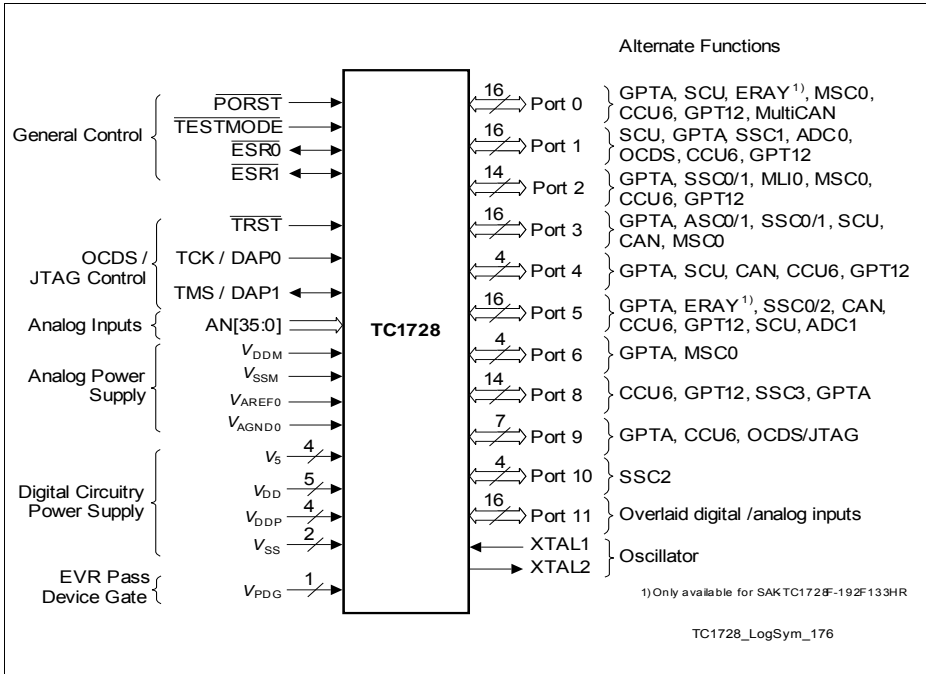 Alternate Functions
General Control
PORST
TESTMODE
ESR0
ESR1
OCDS /
JTAG Control
TRST
TCK / DAP0
TMS / DAP1
Analog Inputs
AN[35:0]
Analog Power
Supply
VDDM
VSSM
VAREF0
VAGND0
Digital Circuitry
Power Supply
V5
4
VDD
5
VDDP
4
VSS
2
EVR Pass
Device Gate
VPDG
1
TC1728
16
Port 0
GPTA, SCU, ERAY1), MSC0,
CCU6, GPT12, MultiCAN
16
Port 1
SCU, GPTA, SSC1, ADC0,
OCDS, CCU6, GPT12
14
Port 2
GPTA, SSC0/1, MLI0, MSC0,
CCU6, GPT12
16
Port 3
GPTA, ASC0/1, SSC0/1, SCU,
CAN, MSC0
4
Port 4
GPTA, SCU, CAN, CCU6, GPT12
16
Port 5
GPTA, ERAY1), SSC0/2, CAN,
CCU6, GPT12, SCU, ADC1
4
Port 6
GPTA, MSC0
14
Port 8
CCU6, GPT12, SSC3, GPTA
7
Port 9
GPTA, CCU6, OCDS/JTAG
4
Port 10
SSC2
16
Port 11
Overlaid digital /analog inputs
XTAL1
XTAL2
Oscillator
1) Only available for SAK-TC1728F-192F133HR
TC1728_LogSym_176